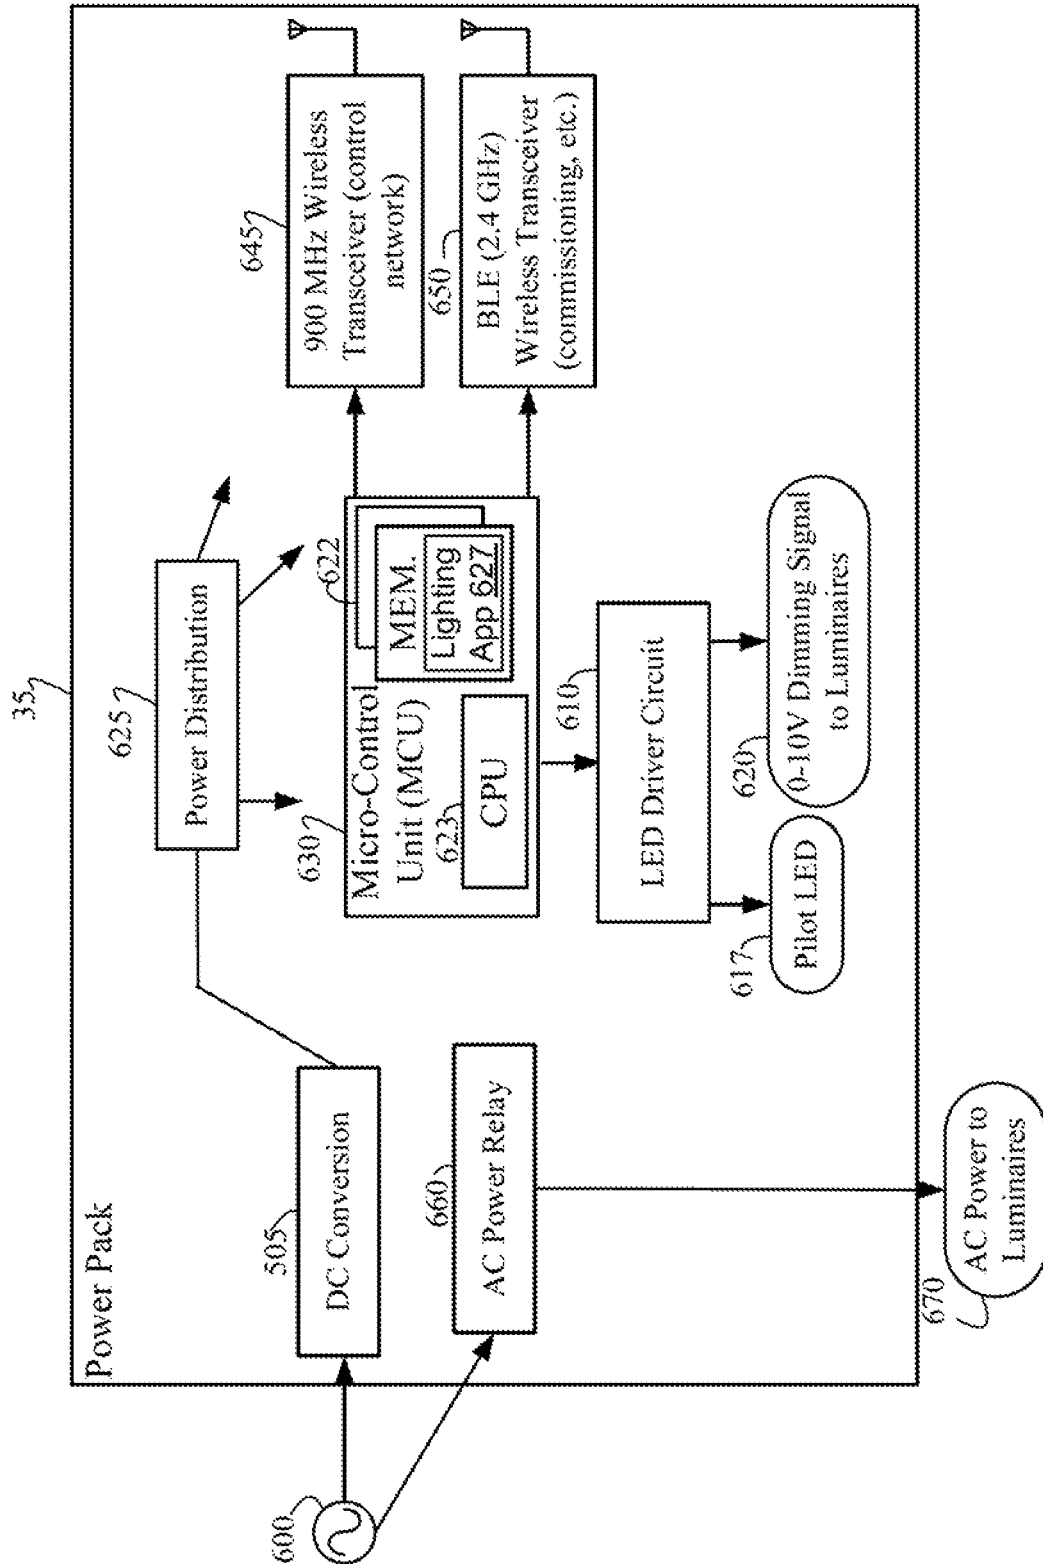 35
Power Pack
625
Power Distribution
645
900 MHz Wireless
Transceiver (control
network)
650
BLE (2.4 GHz)
Wireless Transceiver
(commissioning, etc.)
630
Micro-Control
Unit (MCU)
622
MEM.
Lighting
App 627
623
CPU
600
505
DC Conversion
660
AC Power Relay
610
LED Driver Circuit
617
Pilot LED
620
0-10V Dimming Signal
to Luminaires
670
AC Power to
Luminaires